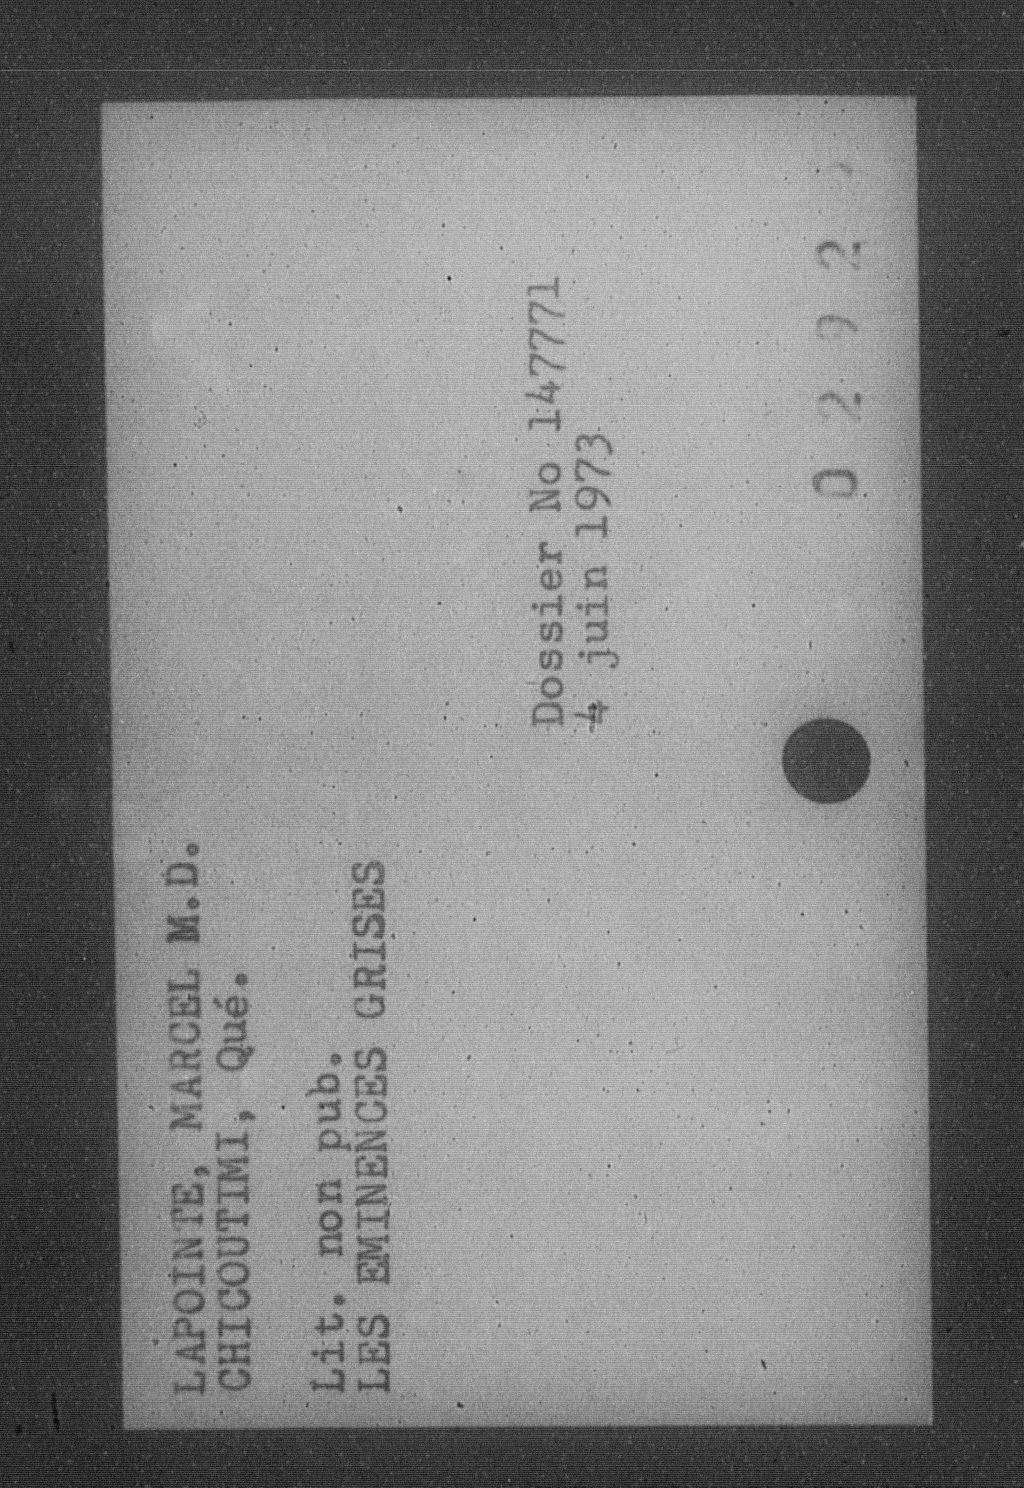 LAPOINTE, MARCEL M.D.
CHICOUTIMI, Qué.
Lit. non pub.
LES EMINENCES GRISES
Dossier No 147771
4 juin 1973